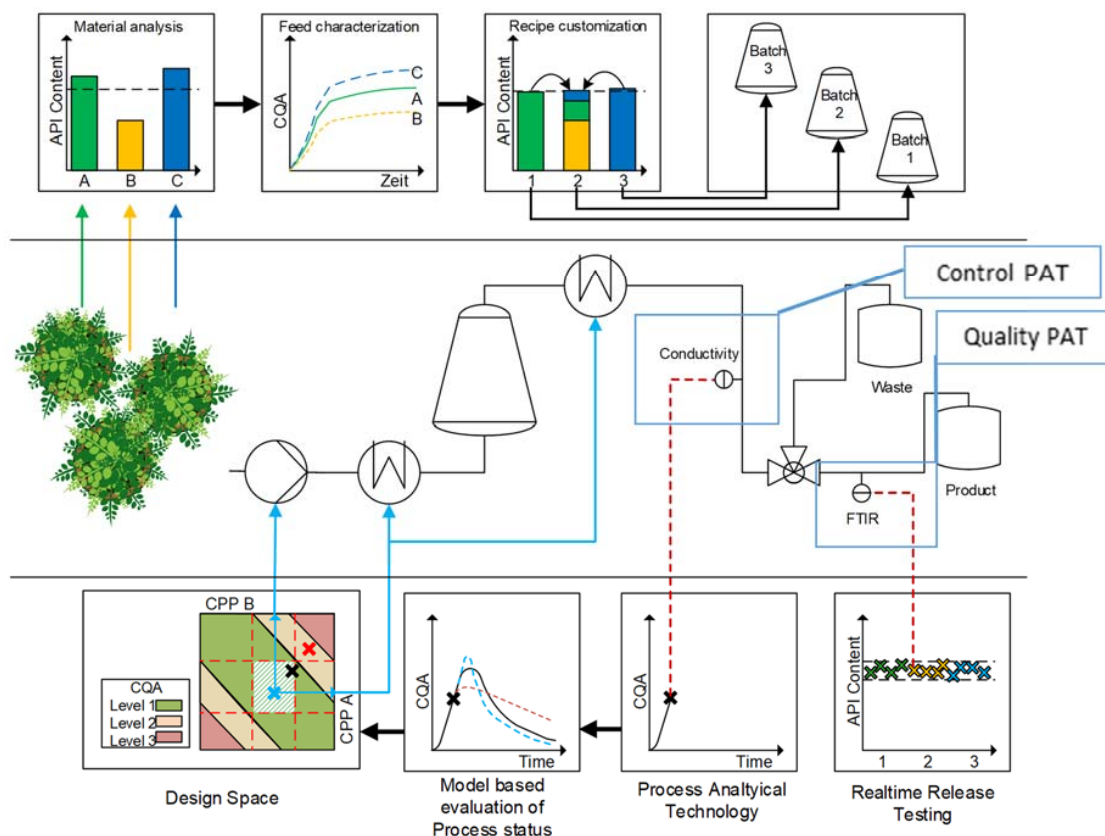 Material analysis
API Content
A
B
C
Feed characterization
CQA
C
A
B
Zeit
Recipe customization
API Content
1
2
3
Batch
3
Batch
2
Batch
1
Control PAT
Quality PAT
Conductivity
Waste
Product
FTIR
CPP B
CPP A
CQA
Level 1
Level 2
Level 3
Design Space
CQA
Time
Model based
evaluation of
Process status
CQA
Time
Process Analtyical
Technology
API Content
1
2
3
Realtime Release
Testing